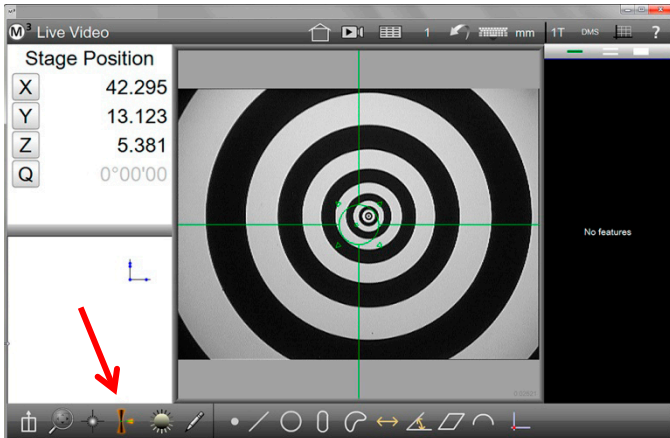 M³ Live Video
1 mm 1T DMS ?
Stage Position
X 42.295
Y 13.123
Z 5.381
Q 0°00'00
No features